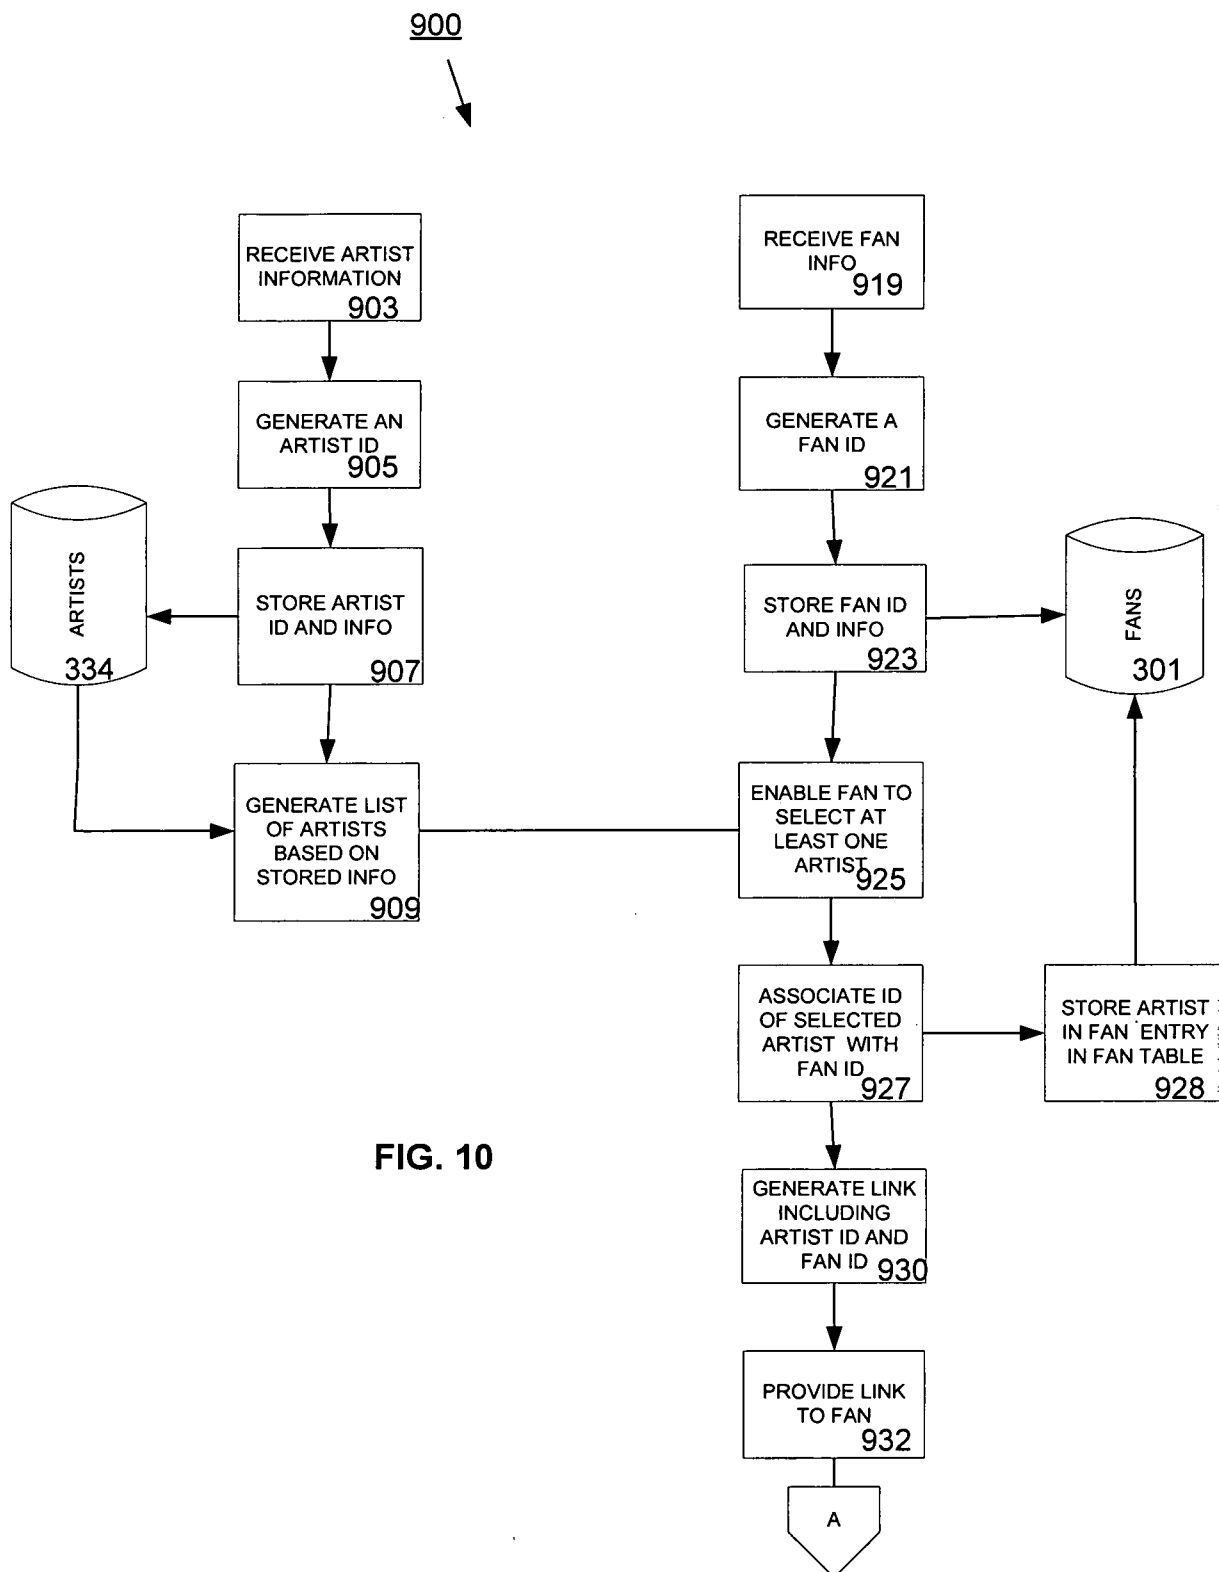 900
RECEIVE ARTIST
INFORMATION
903
GENERATE AN
ARTIST ID
905
ARTISTS
334
STORE ARTIST
ID AND INFO
907
GENERATE LIST
OF ARTISTS
BASED ON
STORED INFO
909
RECEIVE FAN
INFO
919
GENERATE A
FAN ID
921
STORE FAN ID
AND INFO
923
FANS
301
ENABLE FAN TO
SELECT AT
LEAST ONE
ARTIST
925
ASSOCIATE ID
OF SELECTED
ARTIST WITH
FAN ID
927
STORE ARTIST
IN FAN ENTRY
IN FAN TABLE
928
GENERATE LINK
INCLUDING
ARTIST ID AND
FAN ID
930
PROVIDE LINK
TO FAN
932
A
FIG. 10